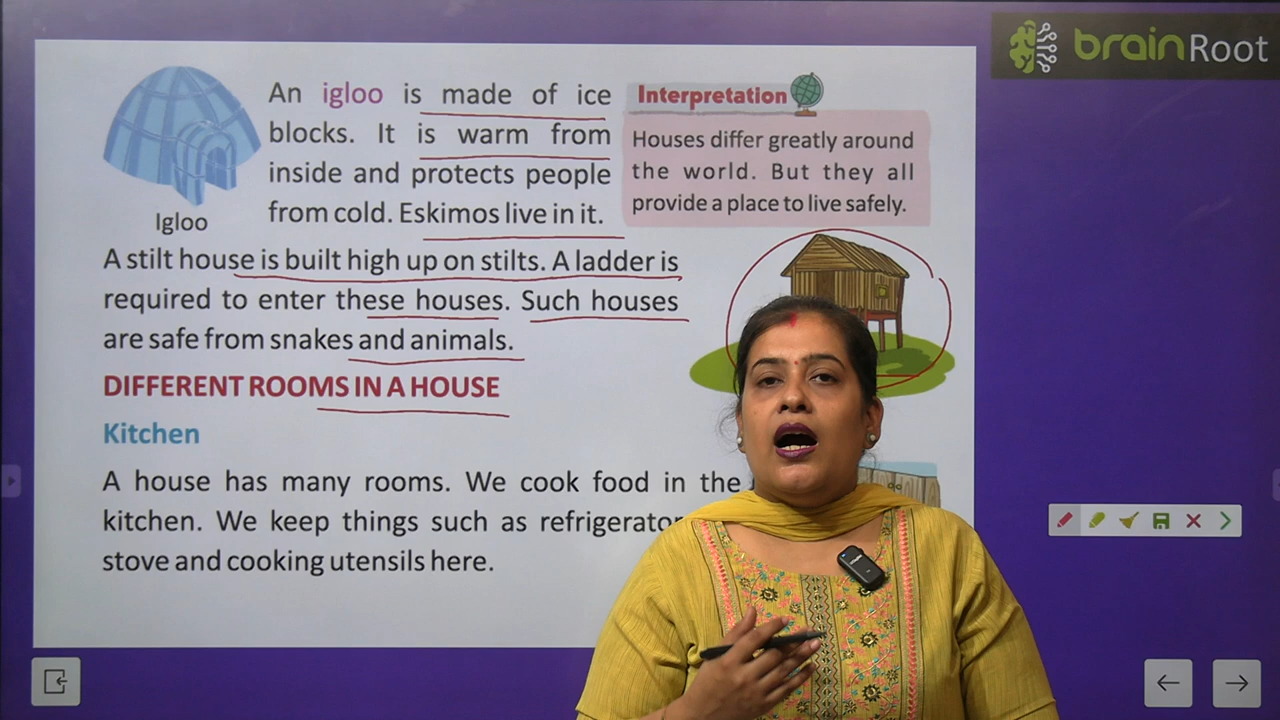 brainRoot
An igloo is made of ice
blocks. It is warm from
inside and protects people
from cold. Eskimos live in it.
Igloo
Interpretation
Houses differ greatly around
the world. But they all
provide a place to live safely.
A stilt house is built high up on stilts. A ladder is
required to enter these houses. Such houses
are safe from snakes and animals.
DIFFERENT ROOMS IN A HOUSE
Kitchen
A house has many rooms. We cook food in the
kitchen. We keep things such as refrigerator
stove and cooking utensils here.